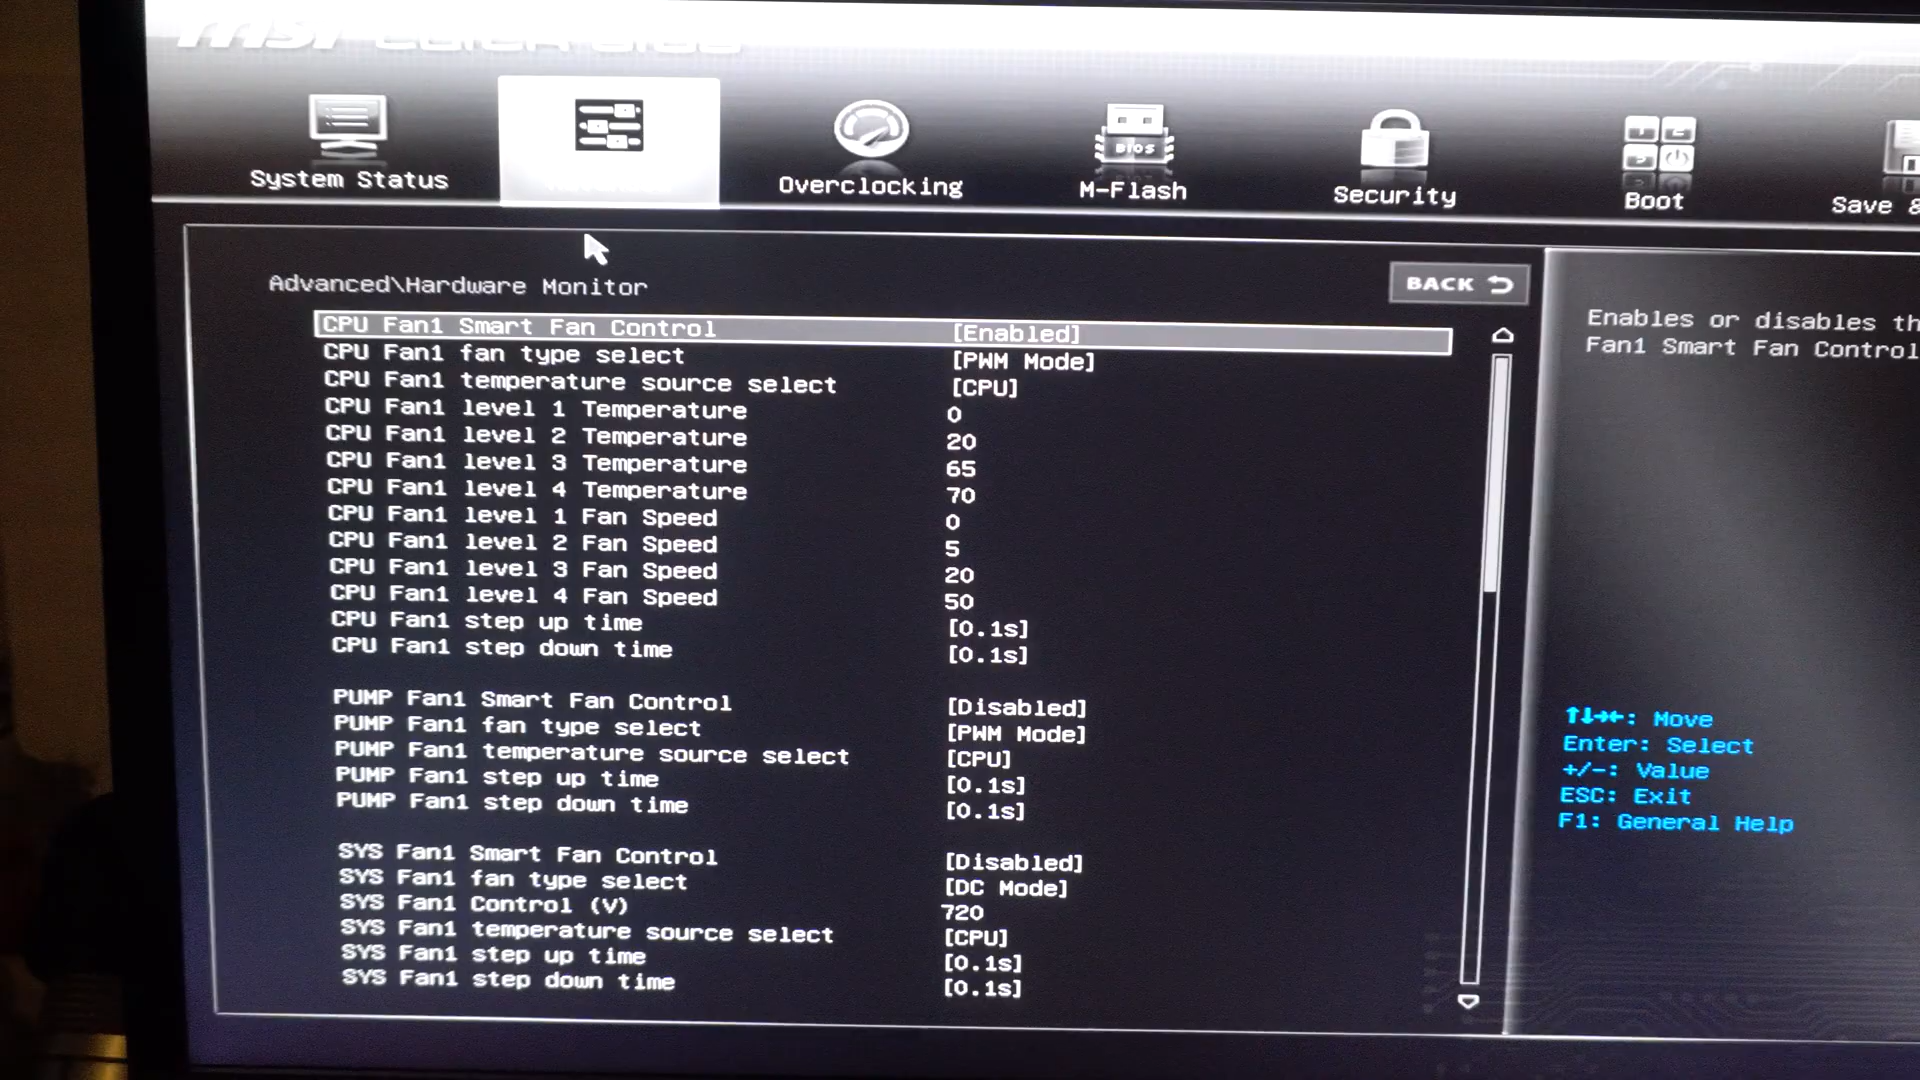 msi
System Status
Overclocking
BIOS
M-Flash
Security
Boot
Save &
Advanced\Hardware Monitor
BACK
CPU Fan1 Smart Fan Control [Enabled]
CPU Fan1 fan type select [PWM Mode]
CPU Fan1 temperature source select [CPU]
CPU Fan1 level 1 Temperature 0
CPU Fan1 level 2 Temperature 20
CPU Fan1 level 3 Temperature 65
CPU Fan1 level 4 Temperature 70
CPU Fan1 level 1 Fan Speed 0
CPU Fan1 level 2 Fan Speed 5
CPU Fan1 level 3 Fan Speed 20
CPU Fan1 level 4 Fan Speed 50
CPU Fan1 step up time [0.1s]
CPU Fan1 step down time [0.1s]
PUMP Fan1 Smart Fan Control [Disabled]
PUMP Fan1 fan type select [PWM Mode]
PUMP Fan1 temperature source select [CPU]
PUMP Fan1 step up time [0.1s]
PUMP Fan1 step down time [0.1s]
SYS Fan1 Smart Fan Control [Disabled]
SYS Fan1 fan type select [DC Mode]
SYS Fan1 Control (V) 720
SYS Fan1 temperature source select [CPU]
SYS Fan1 step up time [0.1s]
SYS Fan1 step down time [0.1s]
Enables or disables th
Fan1 Smart Fan Control
↑↓→←: Move
Enter: Select
+/-: Value
ESC: Exit
F1: General Help